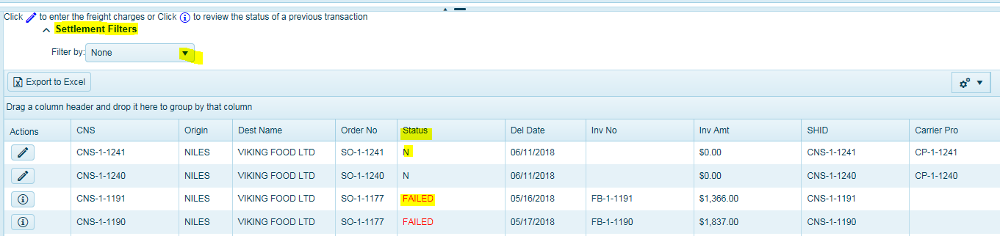 Click to enter the freight charges or Click to review the status of a previous transaction
Settlement Filters
Filter by: None
Export to Excel
Drag a column header and drop it here to group by that column
Actions CNS Origin Dest Name Order No Status Del Date Inv No Inv Amt SHID Carrier Pro
CNS-1-1241 NILES VIKING FOOD LTD SO-1-1241 N 06/11/2018 $0.00 CNS-1-1241 CP-1-1241
CNS-1-1240 NILES VIKING FOOD LTD SO-1-1240 N 06/11/2018 $0.00 CNS-1-1240 CP-1-1240
CNS-1-1191 NILES VIKING FOOD LTD SO-1-1177 FAILED 05/16/2018 FB-1-1191 $1,366.00 CNS-1-1191
CNS-1-1190 NILES VIKING FOOD LTD SO-1-1177 FAILED 05/17/2018 FB-1-1190 $1,837.00 CNS-1-1190